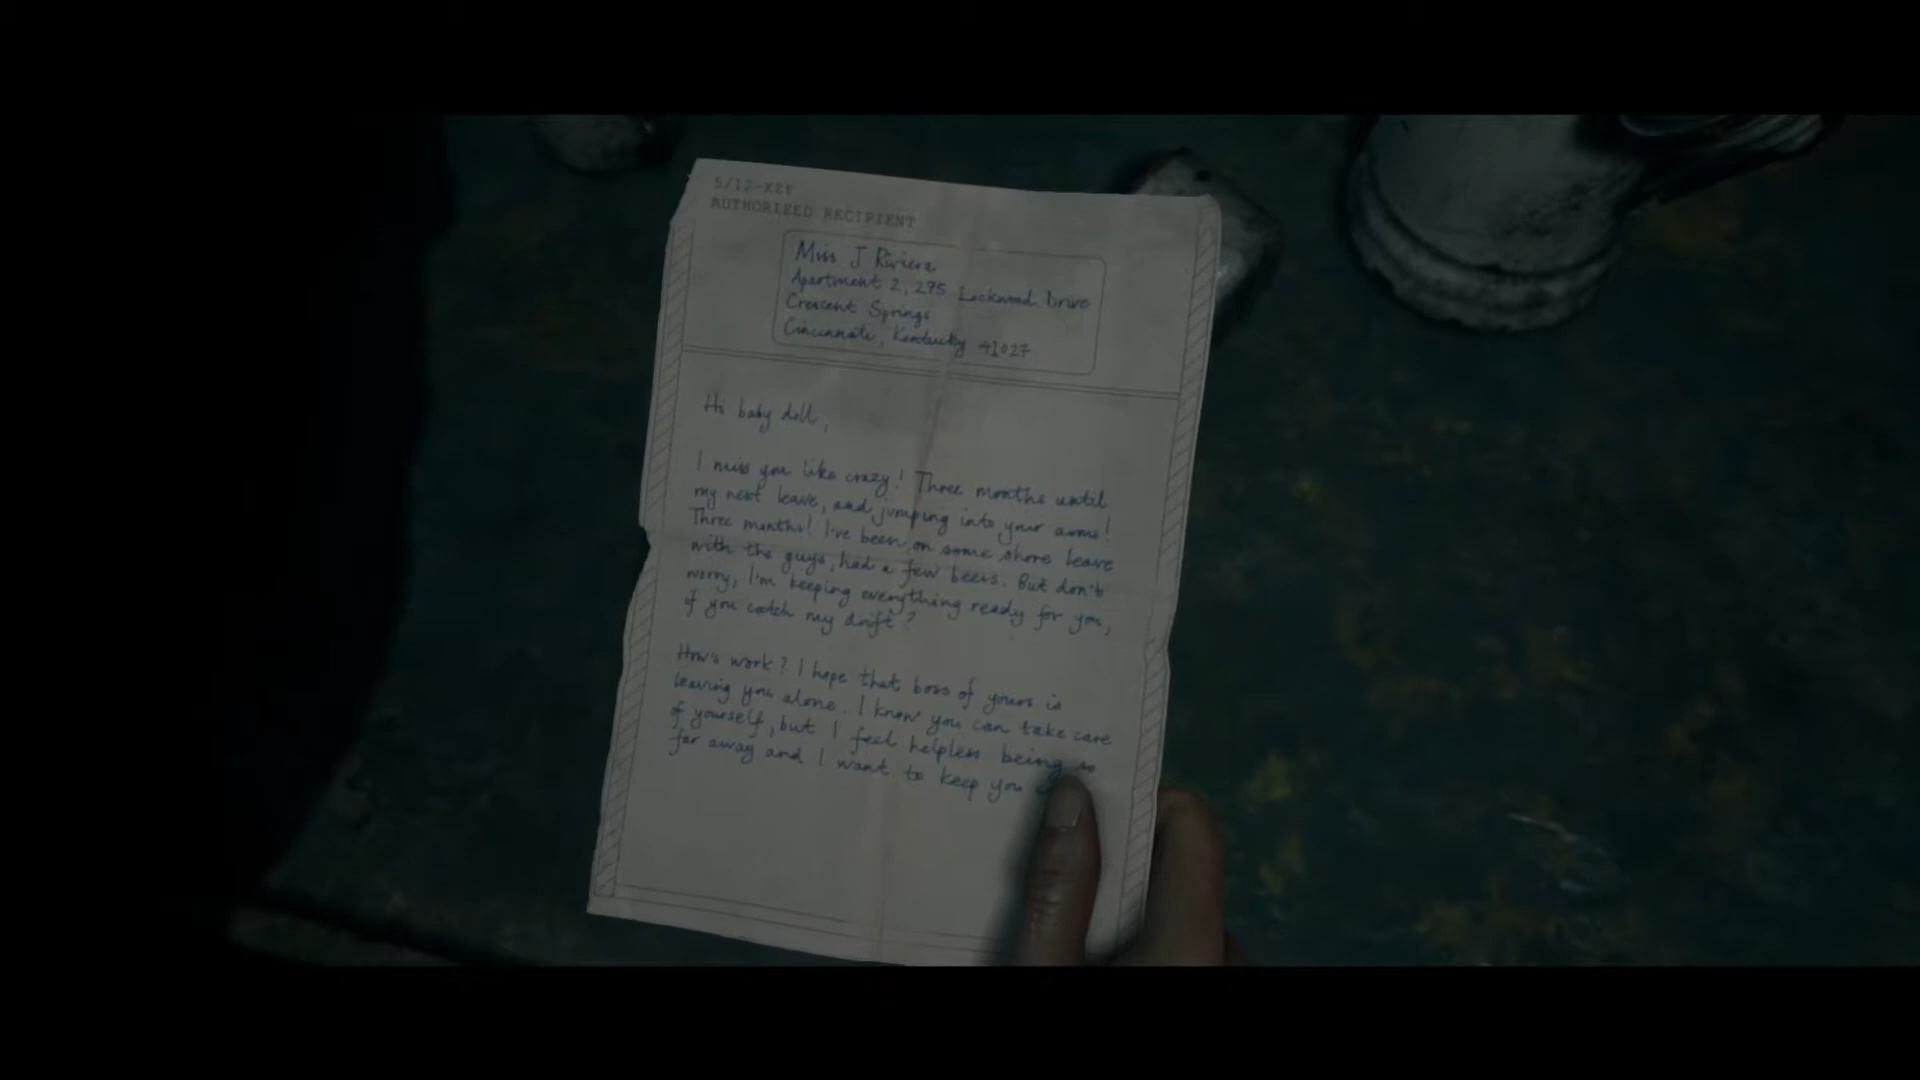 5/12-X2F
AUTHORIZED RECIPIENT
Miss J Riviera
Apartment 2, 275 Lockwood Drive
Crescent Springs
Cincinnati, Kentucky 41027
Hi baby doll,
I miss you like crazy! Three months until
my next leave, and jumping into your arms!
Three months! I've been on some shore leave
with the guys, had a few beers. But don't
worry, I'm keeping everything ready for you,
if you catch my drift?
How's work? I hope that boss of yours is
leaving you alone. I know you can take care
of yourself, but I feel helpless being so
far away and I want to keep you